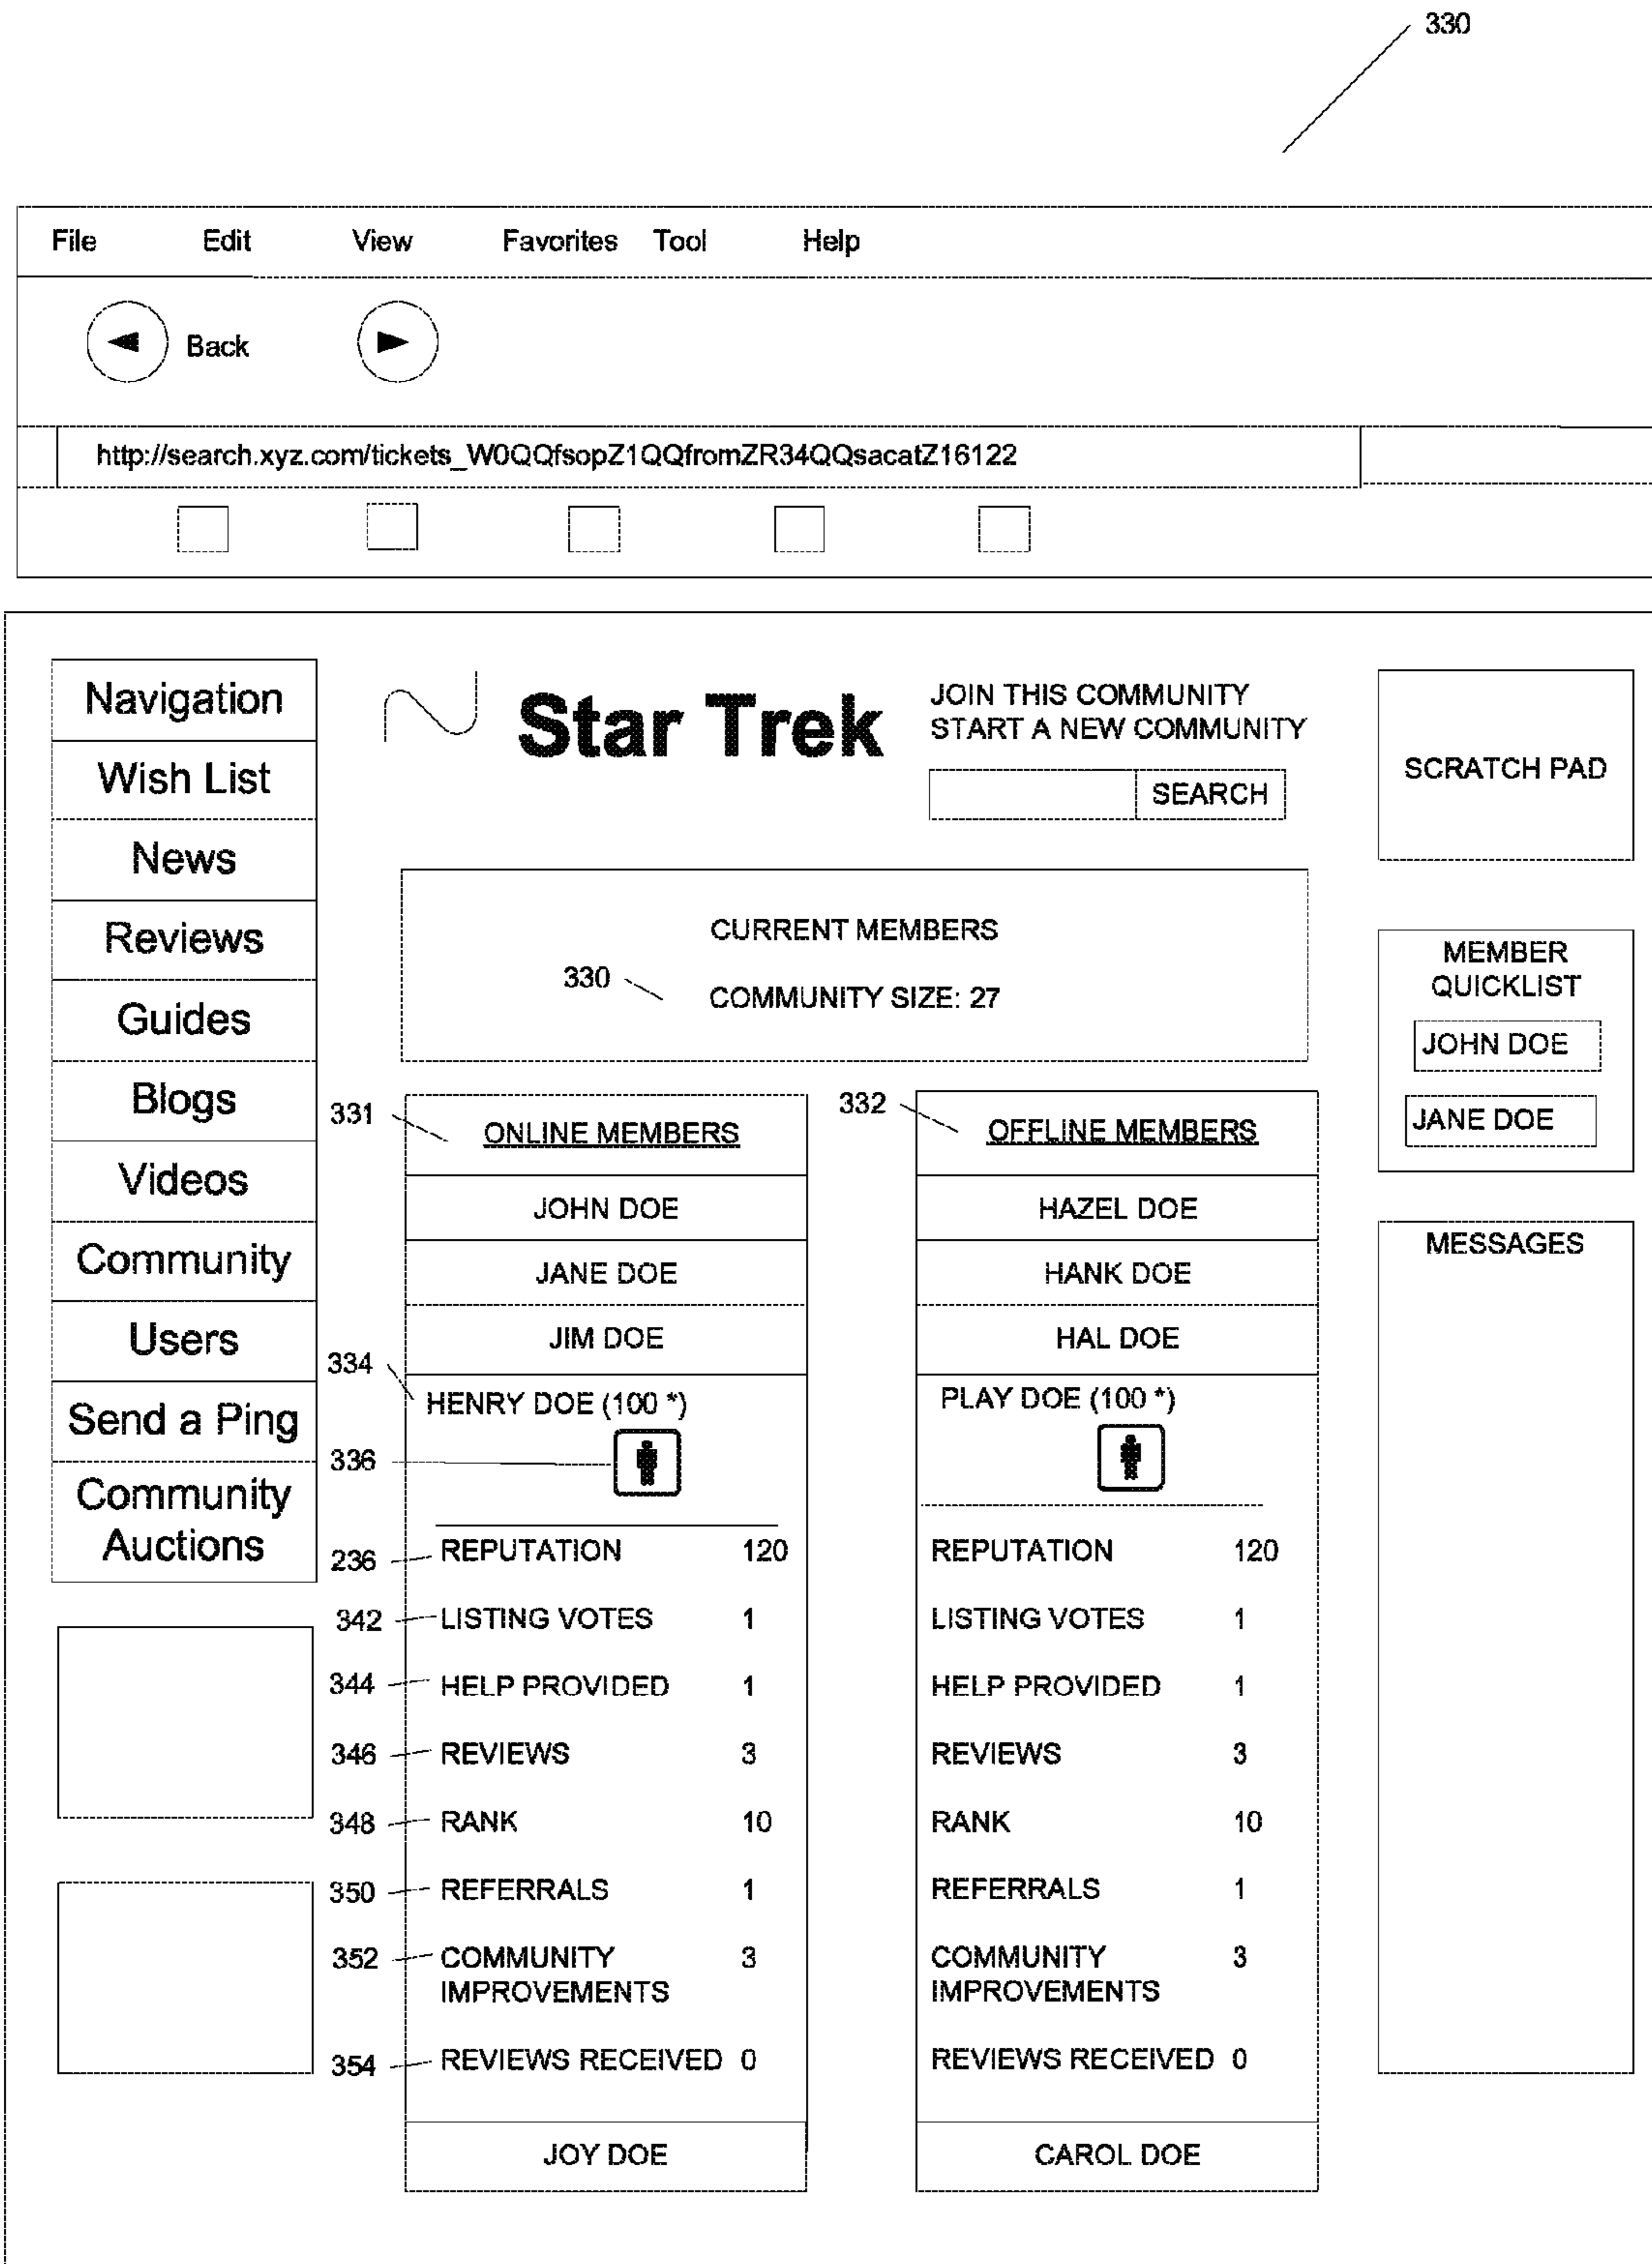 330
File Edit View Favorites Tool Help
Back
http://search.xyz.com/tickets_W0QQfsopZ1QQfromZR34QQsacatZ16122
Navigation
Wish List
News
Reviews
Guides
Blogs
Videos
Community
Users
Send a Ping
Community
Auctions
Star Trek
JOIN THIS COMMUNITY
START A NEW COMMUNITY
SEARCH
CURRENT MEMBERS
330
COMMUNITY SIZE: 27
331
ONLINE MEMBERS
JOHN DOE
JANE DOE
JIM DOE
334
HENRY DOE (100 *)
336
236 REPUTATION 120
342 LISTING VOTES 1
344 HELP PROVIDED 1
346 REVIEWS 3
348 RANK 10
350 REFERRALS 1
352 COMMUNITY 3
IMPROVEMENTS
354 REVIEWS RECEIVED 0
JOY DOE
332
OFFLINE MEMBERS
HAZEL DOE
HANK DOE
HAL DOE
PLAY DOE (100 *)
REPUTATION 120
LISTING VOTES 1
HELP PROVIDED 1
REVIEWS 3
RANK 10
REFERRALS 1
COMMUNITY 3
IMPROVEMENTS
REVIEWS RECEIVED 0
CAROL DOE
SCRATCH PAD
MEMBER
QUICKLIST
JOHN DOE
JANE DOE
MESSAGES